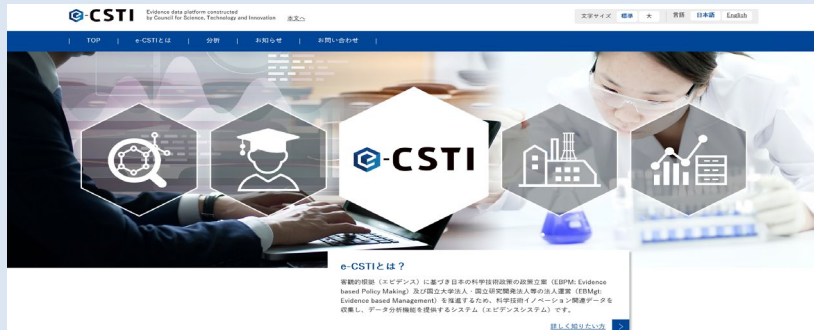 e-CSTI
Evidence data platform constructed
by Council for Science, Technology and Innovation
本文へ
文字サイズ 標準 大 言語 日本語 English
| TOP | e-CSTIとは | 分析 | お知らせ | お問い合わせ |
e-CSTI
e-CSTIとは？
客観的根拠（エビデンス）に基づき日本の科学技術政策の政策立案（EBPM: Evidence
based Policy Making）及び国立大学法人・国立研究開発法人等の法人運営（EBMgt:
Evidence based Management）を推進するため、科学技術イノベーション関連データを
収集し、データ分析機能を提供するシステム（エビデンスシステム）です。
詳しく知りたい方 >